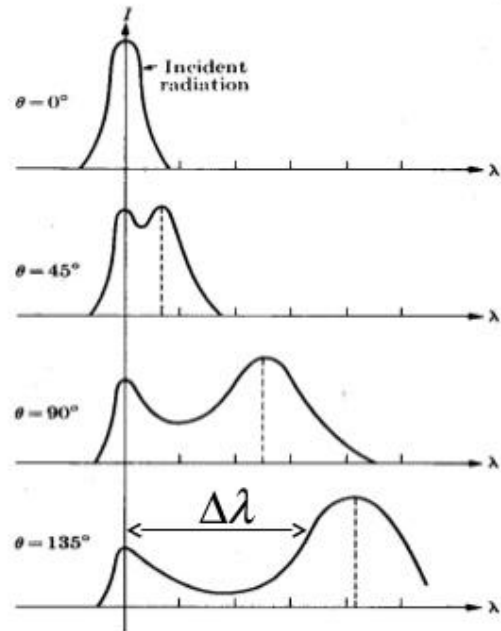 I
Incident
radiation
θ = 0°
λ
θ = 45°
λ
θ = 90°
λ
Δλ
θ = 135°
λ